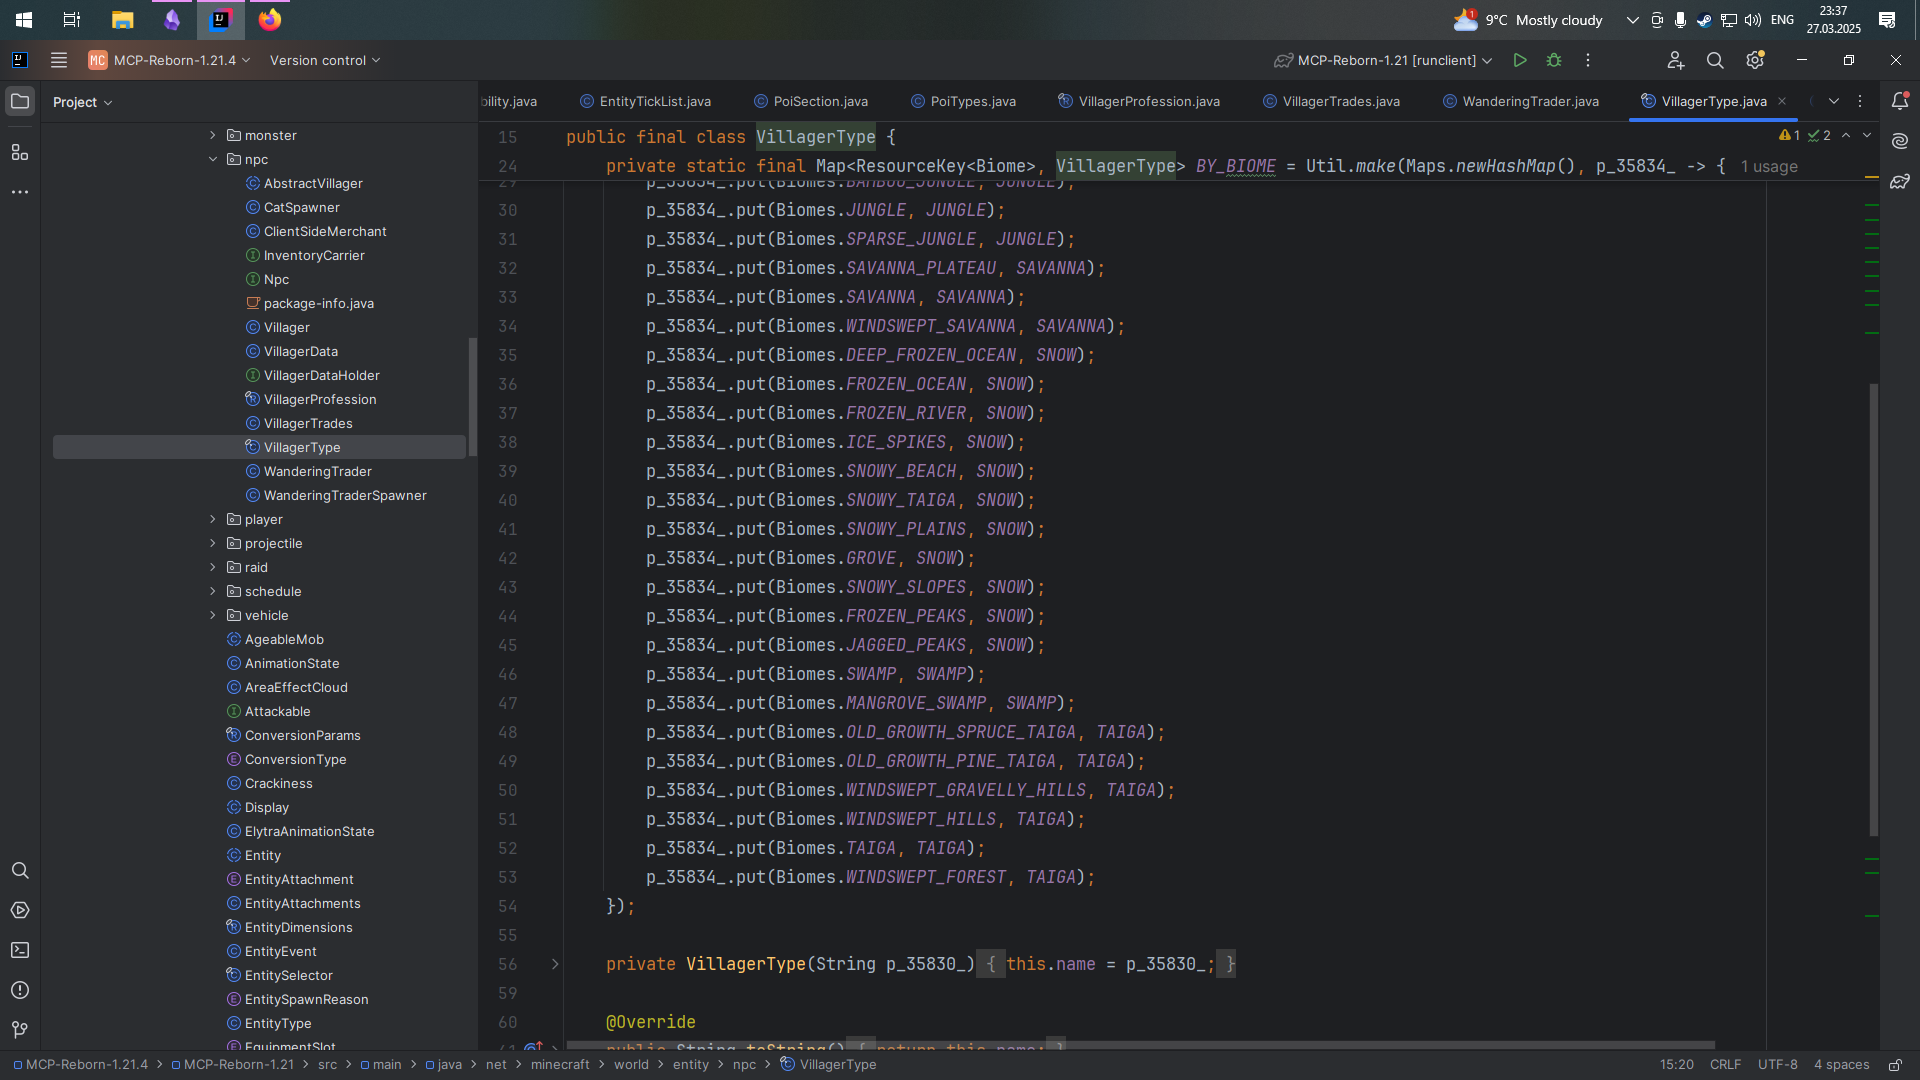 9°C Mostly cloudy
ENG
23:37
27.03.2025
MC MCP-Reborn-1.21.4
Version control
MCP-Reborn-1.21 [runclient]
Project
bility.java
EntityTickList.java
PoiSection.java
PoiTypes.java
VillagerProfession.java
VillagerTrades.java
WanderingTrader.java
VillagerType.java
monster
npc
AbstractVillager
CatSpawner
ClientSideMerchant
InventoryCarrier
Npc
package-info.java
Villager
VillagerData
VillagerDataHolder
VillagerProfession
VillagerTrades
VillagerType
WanderingTrader
WanderingTraderSpawner
player
projectile
raid
schedule
vehicle
AgeableMob
AnimationState
AreaEffectCloud
Attackable
ConversionParams
ConversionType
Crackiness
Display
ElytraAnimationState
Entity
EntityAttachment
EntityAttachments
EntityDimensions
EntityEvent
EntitySelector
EntitySpawnReason
EntityType
EquipmentSlot
15 public final class VillagerType {
1 2
24 private static final Map<ResourceKey<Biome>, VillagerType> BY_BIOME = Util.make(Maps.newHashMap(), p_35834_ -> { 1 usage
29 p_35834_.put(Biomes.BAMBOO_JUNGLE, JUNGLE);
30 p_35834_.put(Biomes.JUNGLE, JUNGLE);
31 p_35834_.put(Biomes.SPARSE_JUNGLE, JUNGLE);
32 p_35834_.put(Biomes.SAVANNA_PLATEAU, SAVANNA);
33 p_35834_.put(Biomes.SAVANNA, SAVANNA);
34 p_35834_.put(Biomes.WINDSWEPT_SAVANNA, SAVANNA);
35 p_35834_.put(Biomes.DEEP_FROZEN_OCEAN, SNOW);
36 p_35834_.put(Biomes.FROZEN_OCEAN, SNOW);
37 p_35834_.put(Biomes.FROZEN_RIVER, SNOW);
38 p_35834_.put(Biomes.ICE_SPIKES, SNOW);
39 p_35834_.put(Biomes.SNOWY_BEACH, SNOW);
40 p_35834_.put(Biomes.SNOWY_TAIGA, SNOW);
41 p_35834_.put(Biomes.SNOWY_PLAINS, SNOW);
42 p_35834_.put(Biomes.GROVE, SNOW);
43 p_35834_.put(Biomes.SNOWY_SLOPES, SNOW);
44 p_35834_.put(Biomes.FROZEN_PEAKS, SNOW);
45 p_35834_.put(Biomes.JAGGED_PEAKS, SNOW);
46 p_35834_.put(Biomes.SWAMP, SWAMP);
47 p_35834_.put(Biomes.MANGROVE_SWAMP, SWAMP);
48 p_35834_.put(Biomes.OLD_GROWTH_SPRUCE_TAIGA, TAIGA);
49 p_35834_.put(Biomes.OLD_GROWTH_PINE_TAIGA, TAIGA);
50 p_35834_.put(Biomes.WINDSWEPT_GRAVELLY_HILLS, TAIGA);
51 p_35834_.put(Biomes.WINDSWEPT_HILLS, TAIGA);
52 p_35834_.put(Biomes.TAIGA, TAIGA);
53 p_35834_.put(Biomes.WINDSWEPT_FOREST, TAIGA);
54 });
55
56 private VillagerType(String p_35830_) { this.name = p_35830_; }
59
60 @Override
61 public String toString() { return this.name; }
MCP-Reborn-1.21.4 > MCP-Reborn-1.21 > src > main > java > net > minecraft > world > entity > npc > VillagerType
15:20 CRLF UTF-8 4 spaces